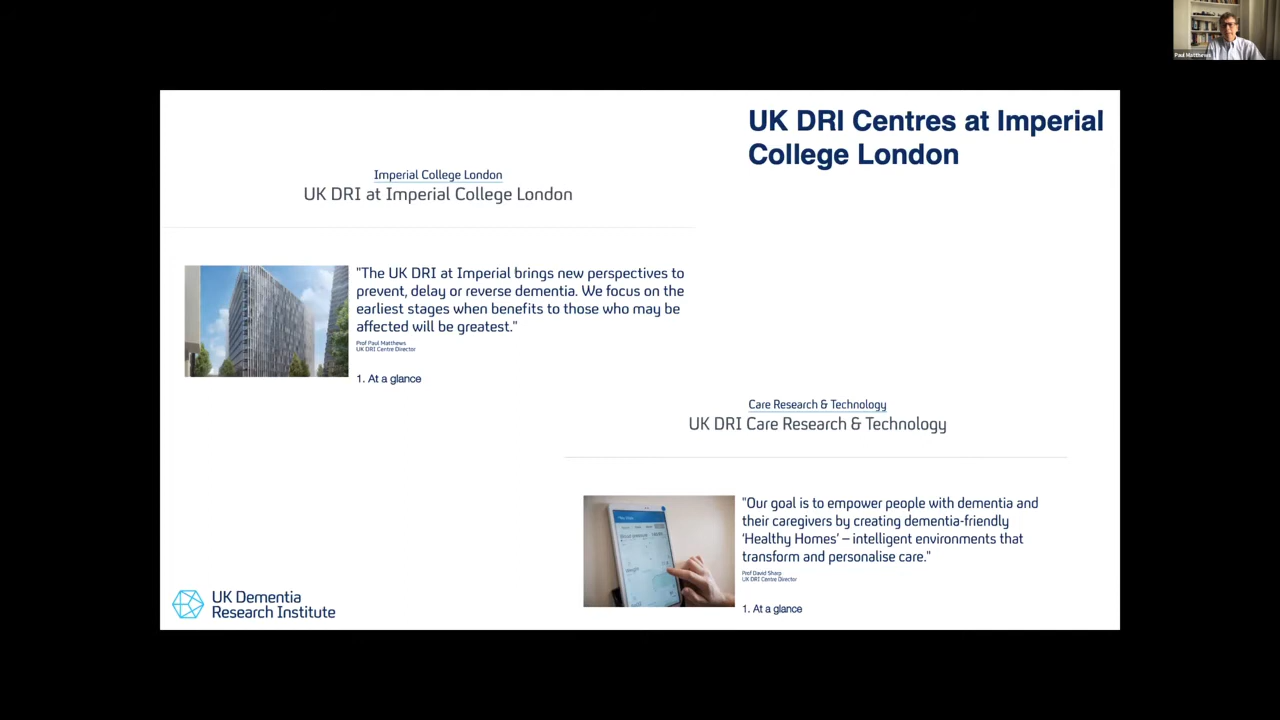 Paul Matthews
UK DRI Centres at Imperial
College London
Imperial College London
UK DRI at Imperial College London
"The UK DRI at Imperial brings new perspectives to
prevent, delay or reverse dementia. We focus on the
earliest stages when benefits to those who may be
affected will be greatest."
Prof Paul Matthews
UK DRI Centre Director
1. At a glance
Care Research & Technology
UK DRI Care Research & Technology
"Our goal is to empower people with dementia and
their caregivers by creating dementia-friendly
'Healthy Homes' – intelligent environments that
transform and personalise care."
Prof David Sharp
UK DRI Centre Director
1. At a glance
UK Dementia
Research Institute